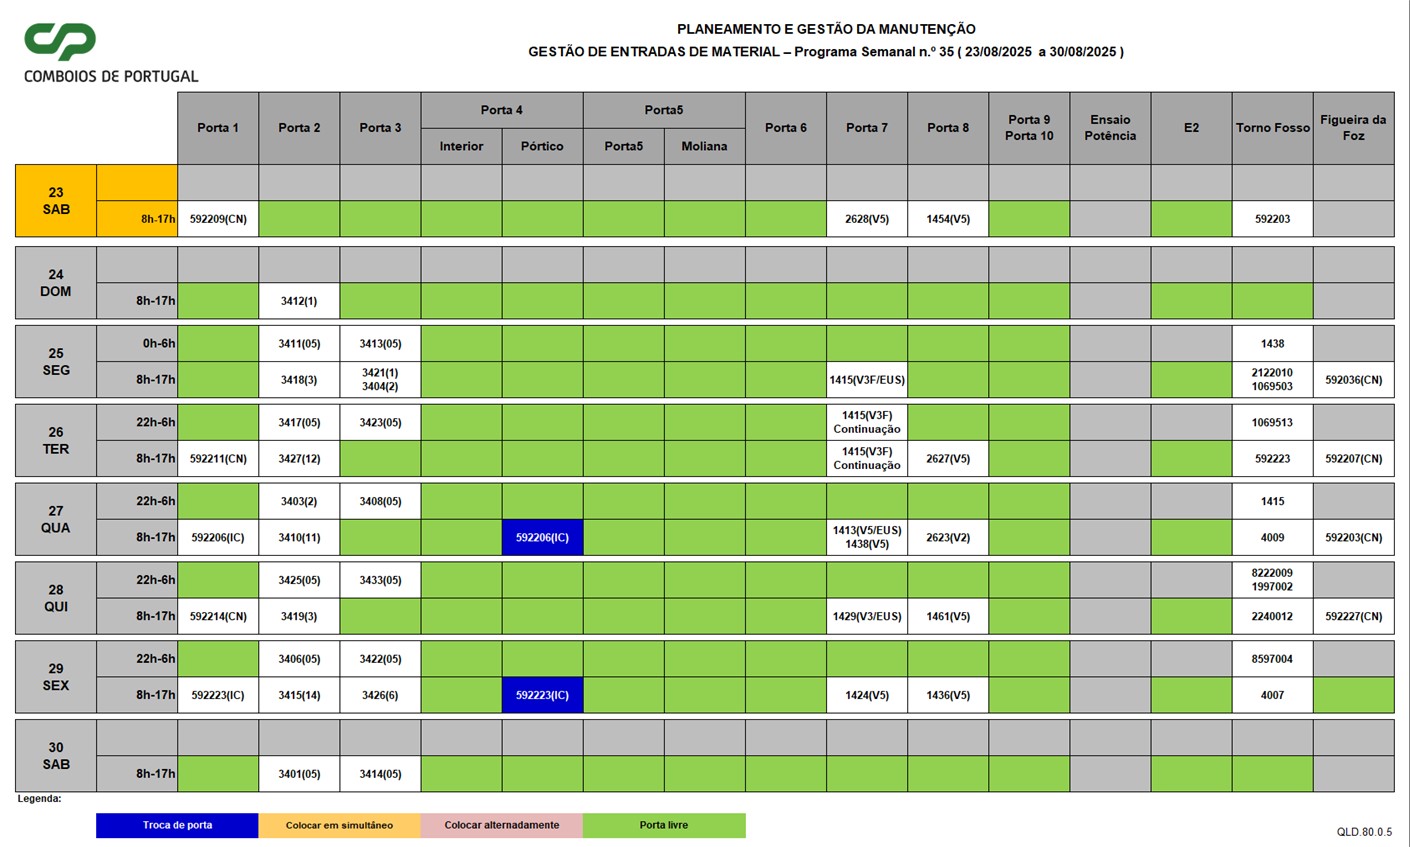 CP
COMBOIOS DE PORTUGAL
PLANEAMENTO E GESTÃO DA MANUTENÇÃO
GESTÃO DE ENTRADAS DE MATERIAL – Programa Semanal n.º 35 ( 23/08/2025 a 30/08/2025 )
Porta 1 Porta 2 Porta 3 Porta 4 Porta5 Porta 6 Porta 7 Porta 8 Porta 9 Porta 10 Ensaio Potência E2 Torno Fosso Figueira da Foz
Interior Pórtico Porta5 Moliana
23 SAB
8h-17h 592209(CN) 2628(V5) 1454(V5) 592203
24 DOM
8h-17h 3412(1)
25 SEG
0h-6h 3411(05) 3413(05) 1438
8h-17h 3418(3) 3421(1) 3404(2) 1415(V3F/EUS) 2122010 1069503 592036(CN)
26 TER
22h-6h 3417(05) 3423(05) 1415(V3F) Continuação 1069513
8h-17h 592211(CN) 3427(12) 1415(V3F) Continuação 2627(V5) 592223 592207(CN)
27 QUA
22h-6h 3403(2) 3408(05) 1415
8h-17h 592206(IC) 3410(11) 592206(IC) 1413(V5/EUS) 1438(V5) 2623(V2) 4009 592203(CN)
28 QUI
22h-6h 3425(05) 3433(05) 8222009 1997002
8h-17h 592214(CN) 3419(3) 1429(V3/EUS) 1461(V5) 2240012 592227(CN)
29 SEX
22h-6h 3406(05) 3422(05) 8597004
8h-17h 592223(IC) 3415(14) 3426(6) 592223(IC) 1424(V5) 1436(V5) 4007
30 SAB
8h-17h 3401(05) 3414(05)
Legenda:
Troca de porta Colocar em simultáneo Colocar alternadamente Porta livre
QLD.80.0.5